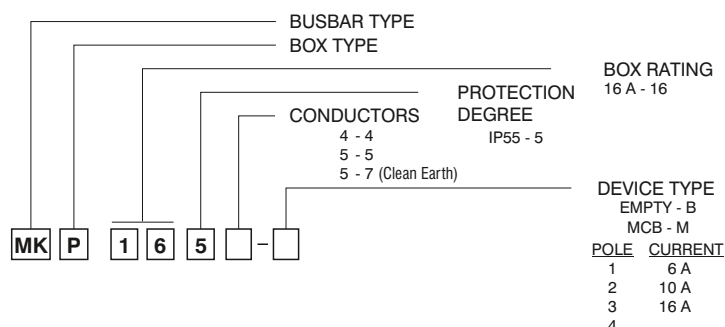 BUSBAR TYPE
BOX TYPE
BOX RATING
16 A - 16
PROTECTION
DEGREE
IP55 - 5
CONDUCTORS
4 - 4
5 - 5
5 - 7 (Clean Earth)
DEVICE TYPE
EMPTY - B
MCB - M
POLE CURRENT
1 6 A
2 10 A
3 16 A
4
MK P 1 6 5 -